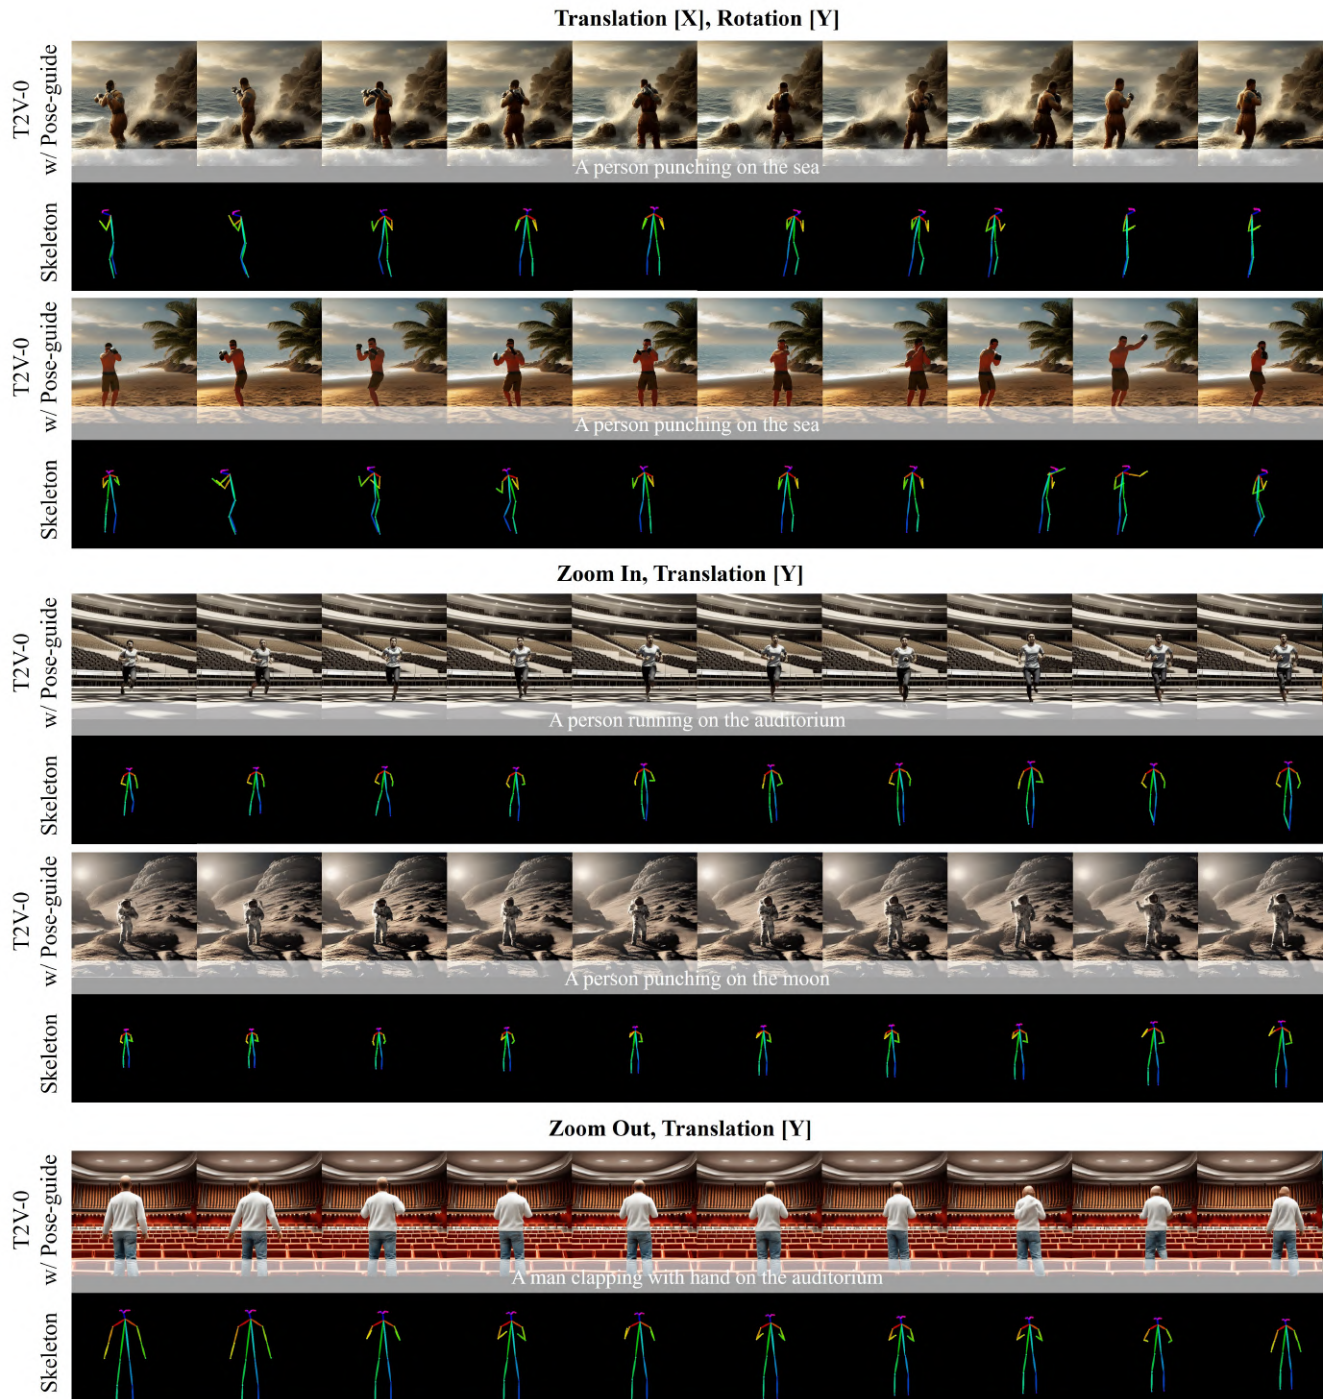 Translation [X], Rotation [Y]
T2V-0
w/ Pose-guide
A person punching on the sea
Skeleton
T2V-0
w/ Pose-guide
A person punching on the sea
Skeleton
Zoom In, Translation [Y]
T2V-0
w/ Pose-guide
A person running on the auditorium
Skeleton
T2V-0
w/ Pose-guide
A person punching on the moon
Skeleton
Zoom Out, Translation [Y]
T2V-0
w/ Pose-guide
A man clapping with hand on the auditorium
Skeleton